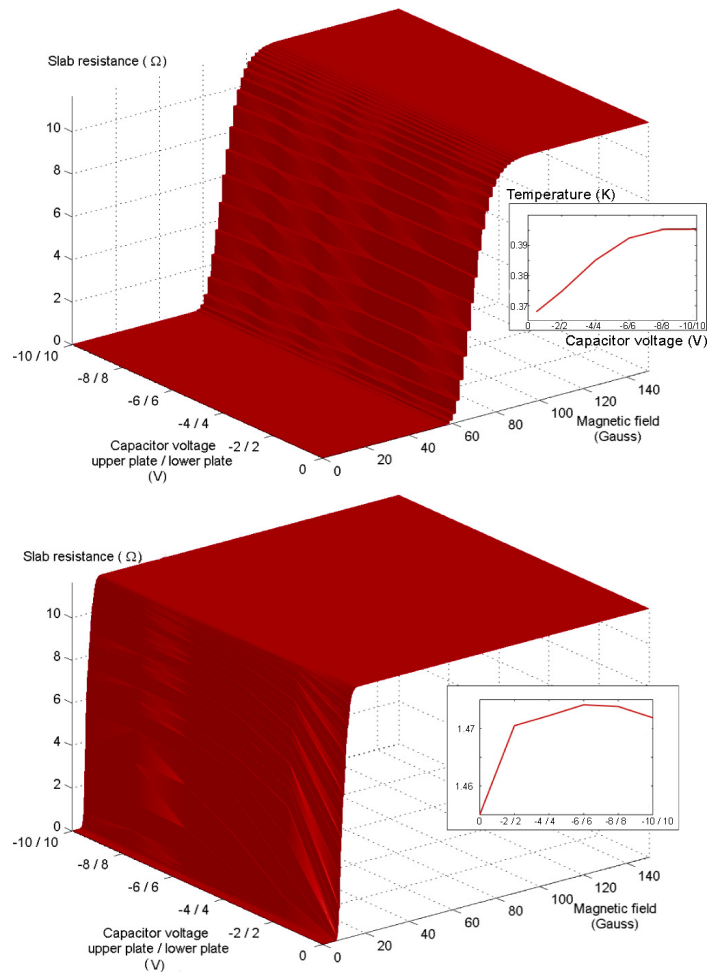 Slab resistance ( Ω )
10
8
6
4
2
0
-10 / 10
-8 / 8
-6 / 6
-4 / 4
-2 / 2
0
Capacitor voltage
upper plate / lower plate
(V)
0
20
40
60
80
100
120
140
Magnetic field
(Gauss)
Temperature (K)
0.39
0.38
0.37
0
-2/2
-4/4
-6/6
-8/8
-10/10
Capacitor voltage (V)
Slab resistance ( Ω )
10
8
6
4
2
0
-10 / 10
-8 / 8
-6 / 6
-4 / 4
-2 / 2
0
Capacitor voltage
upper plate / lower plate
(V)
0
20
40
60
80
100
120
140
Magnetic field
(Gauss)
1.47
1.46
0
-2 / 2
-4 / 4
-6 / 6
-8 / 8
-10 / 10